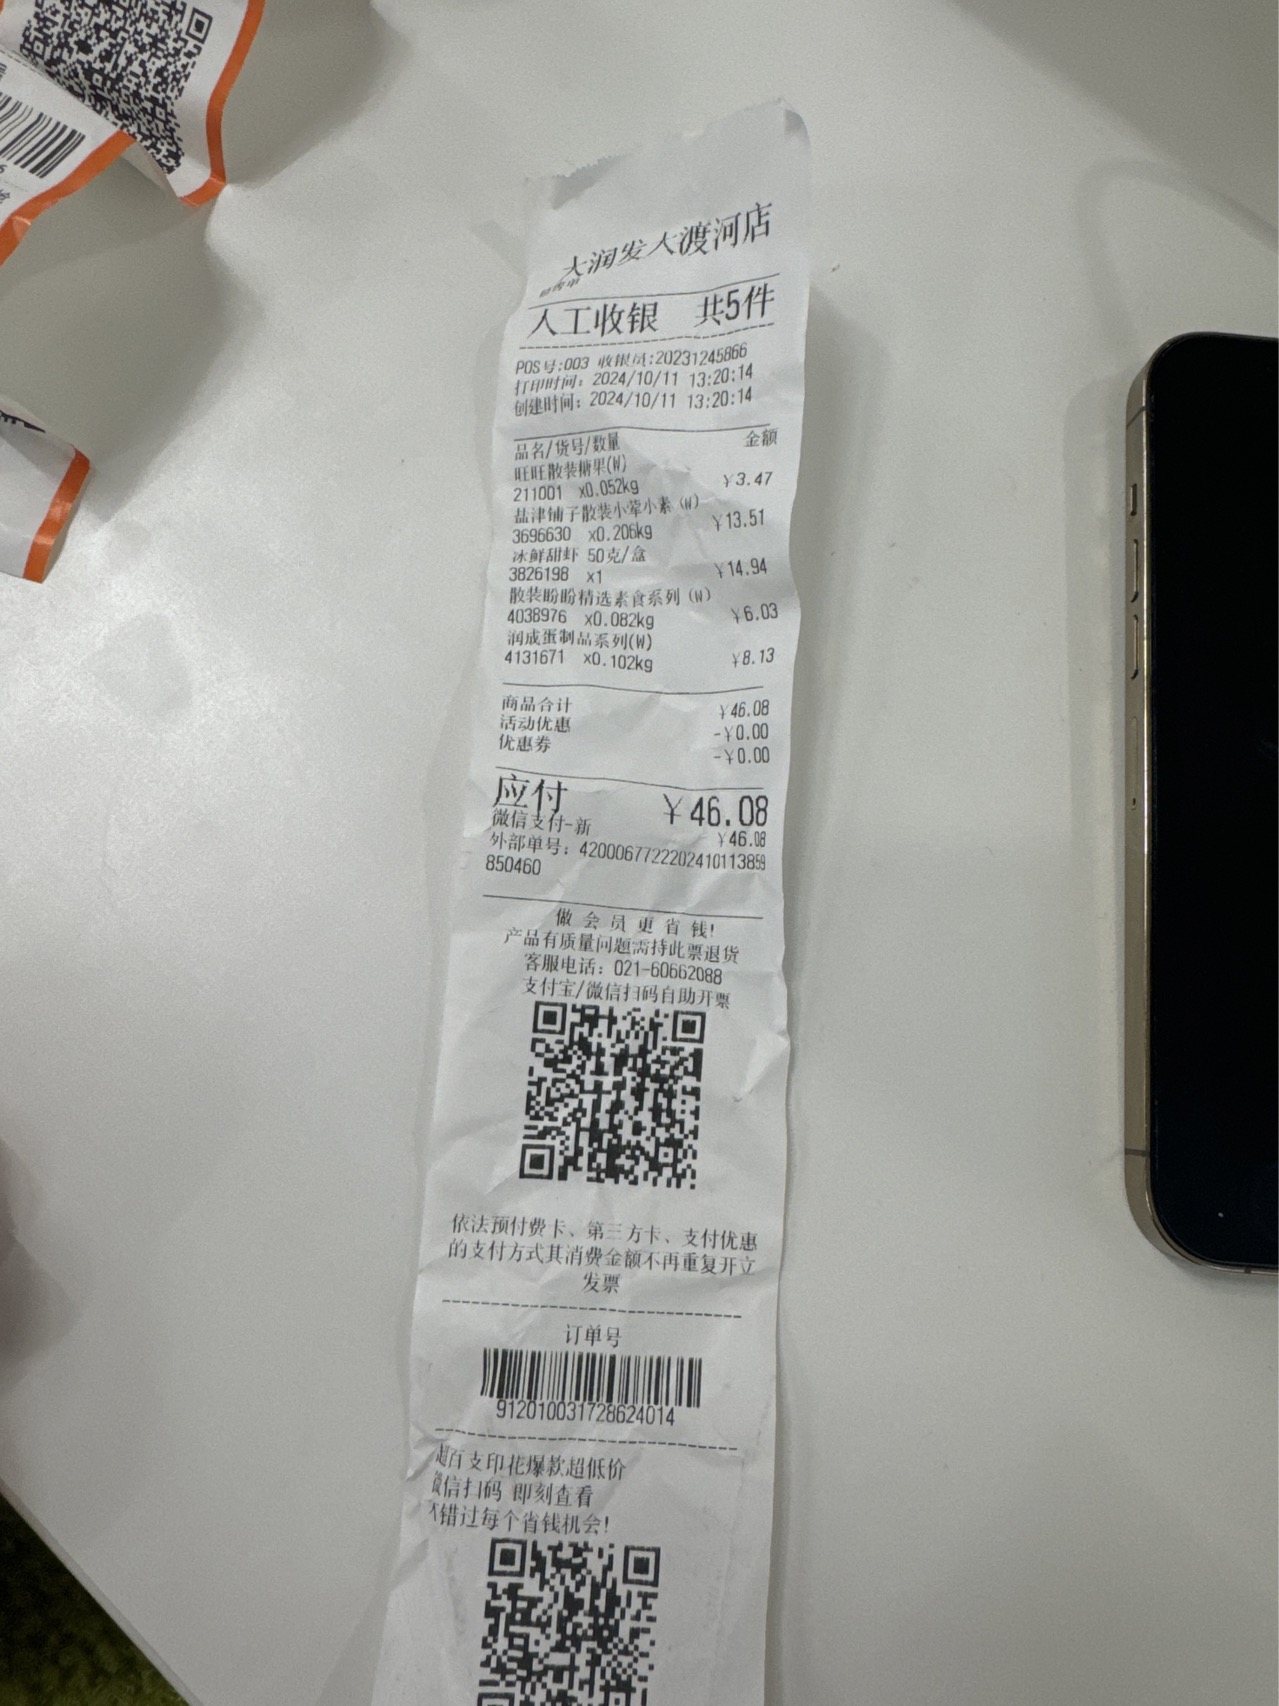 大润发大渡河店
销售单
人工收银 共5件
POS号:003 收银员:20231245866
打印时间: 2024/10/11 13:20:14
创建时间: 2024/10/11 13:20:14
品名/货号/数量 金额
旺旺散装糖果(W)
211001 x0.052kg ¥3.47
盐津铺子散装小荤小素(W)
3696630 x0.206kg ¥13.51
冰鲜甜虾 50克/盒
3826198 x1 ¥14.94
散装盼盼精选素食系列(W)
4038976 x0.082kg ¥6.03
润成蛋制品系列(W)
4131671 x0.102kg ¥8.13
商品合计 ¥46.08
活动优惠 -¥0.00
优惠券 -¥0.00
应付 ¥46.08
微信支付-新 ¥46.08
外部单号: 4200067722202410113859
850460
做会员更省钱!
产品有质量问题需持此票退货
客服电话: 021-60662088
支付宝/微信扫码自助开票
依法预付费卡、第三方卡、支付优惠
的支付方式其消费金额不再重复开立
发票
订单号
912010031728624014
超百支印花爆款超低价
微信扫码 即刻查看
不错过每个省钱机会!